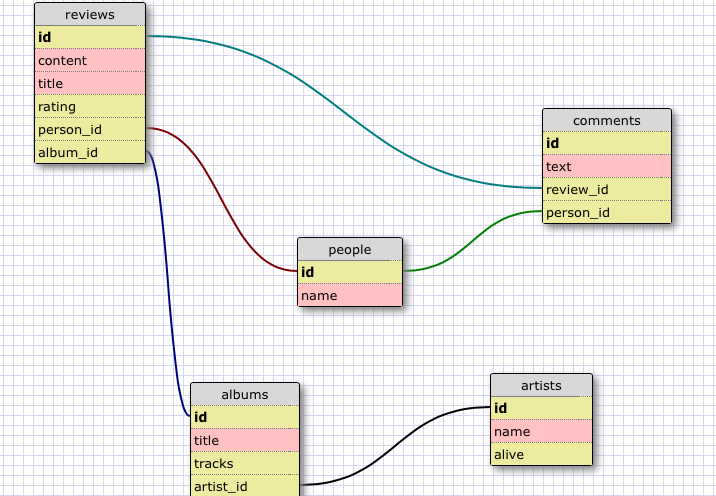 reviews
id
content
title
rating
person_id
album_id
comments
id
text
review_id
person_id
people
id
name
albums
id
title
tracks
artist_id
artists
id
name
alive